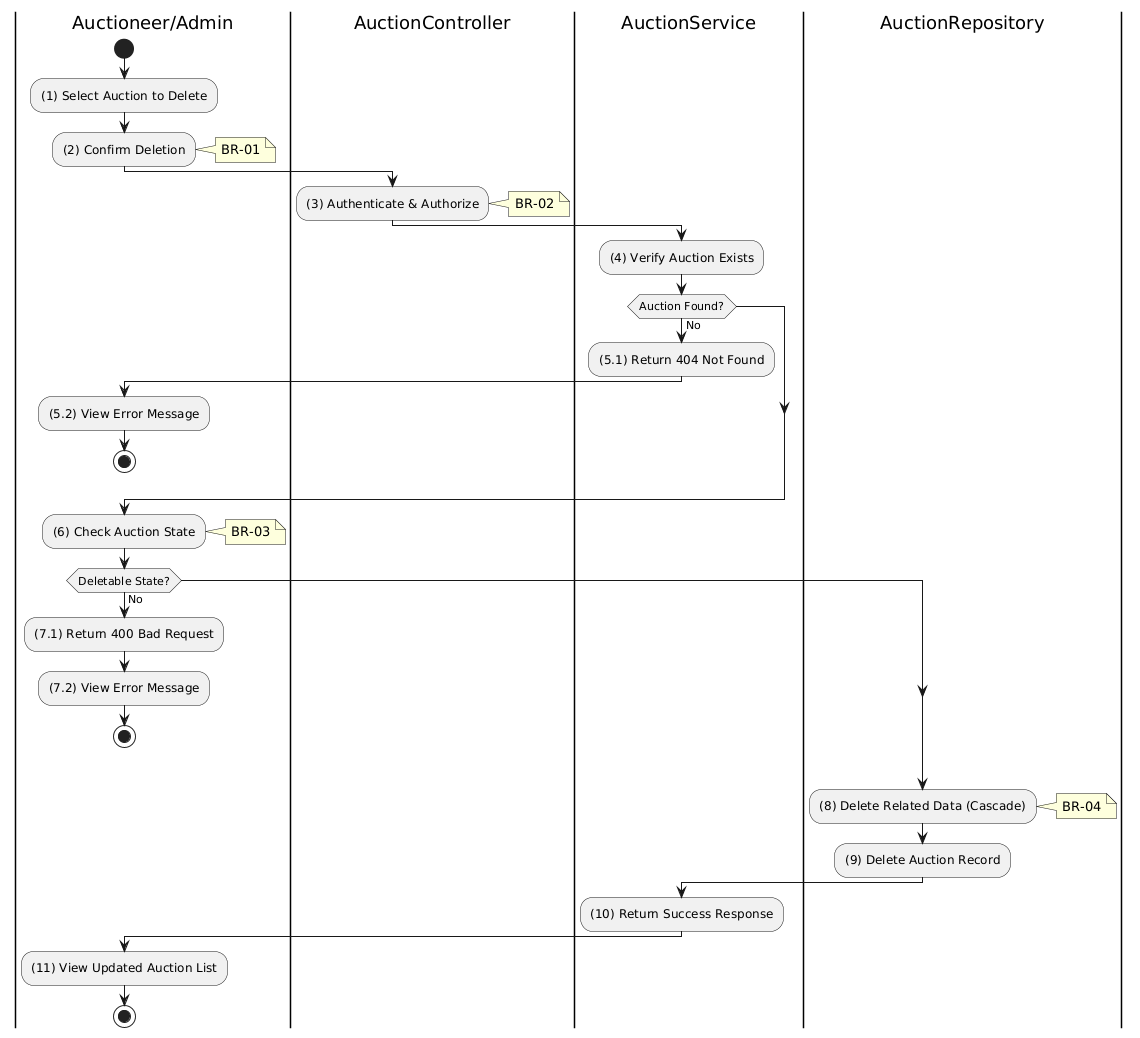 Auctioneer/Admin
AuctionController
AuctionService
AuctionRepository
(1) Select Auction to Delete
(2) Confirm Deletion
BR-01
(3) Authenticate & Authorize
BR-02
(4) Verify Auction Exists
Auction Found?
No
(5.1) Return 404 Not Found
(5.2) View Error Message
(6) Check Auction State
BR-03
Deletable State?
No
(7.1) Return 400 Bad Request
(7.2) View Error Message
(8) Delete Related Data (Cascade)
BR-04
(9) Delete Auction Record
(10) Return Success Response
(11) View Updated Auction List